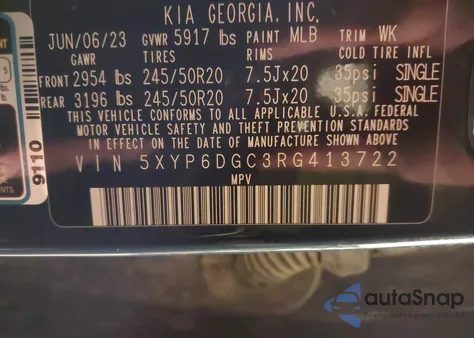 KIA GEORGIA, INC.
JUN/06/23 GVWR 5917 lbs PAINT MLB TRIM WK
GAWR TIRES RIMS COLD TIRE INFL
FRONT 2954 lbs 245/50R20 7.5Jx20 35psi SINGLE
REAR 3196 lbs 245/50R20 7.5Jx20 35psi SINGLE
THIS VEHICLE CONFORMS TO ALL APPLICABLE U.S.A. FEDERAL
MOTOR VEHICLE SAFETY, BUMPER, AND THEFT PREVENTION
STANDARDS IN EFFECT ON THE DATE OF MANUFACTURE SHOWN ABOVE
VIN 5XYP6DGC3RG413722
MPV
9110
autoSnap